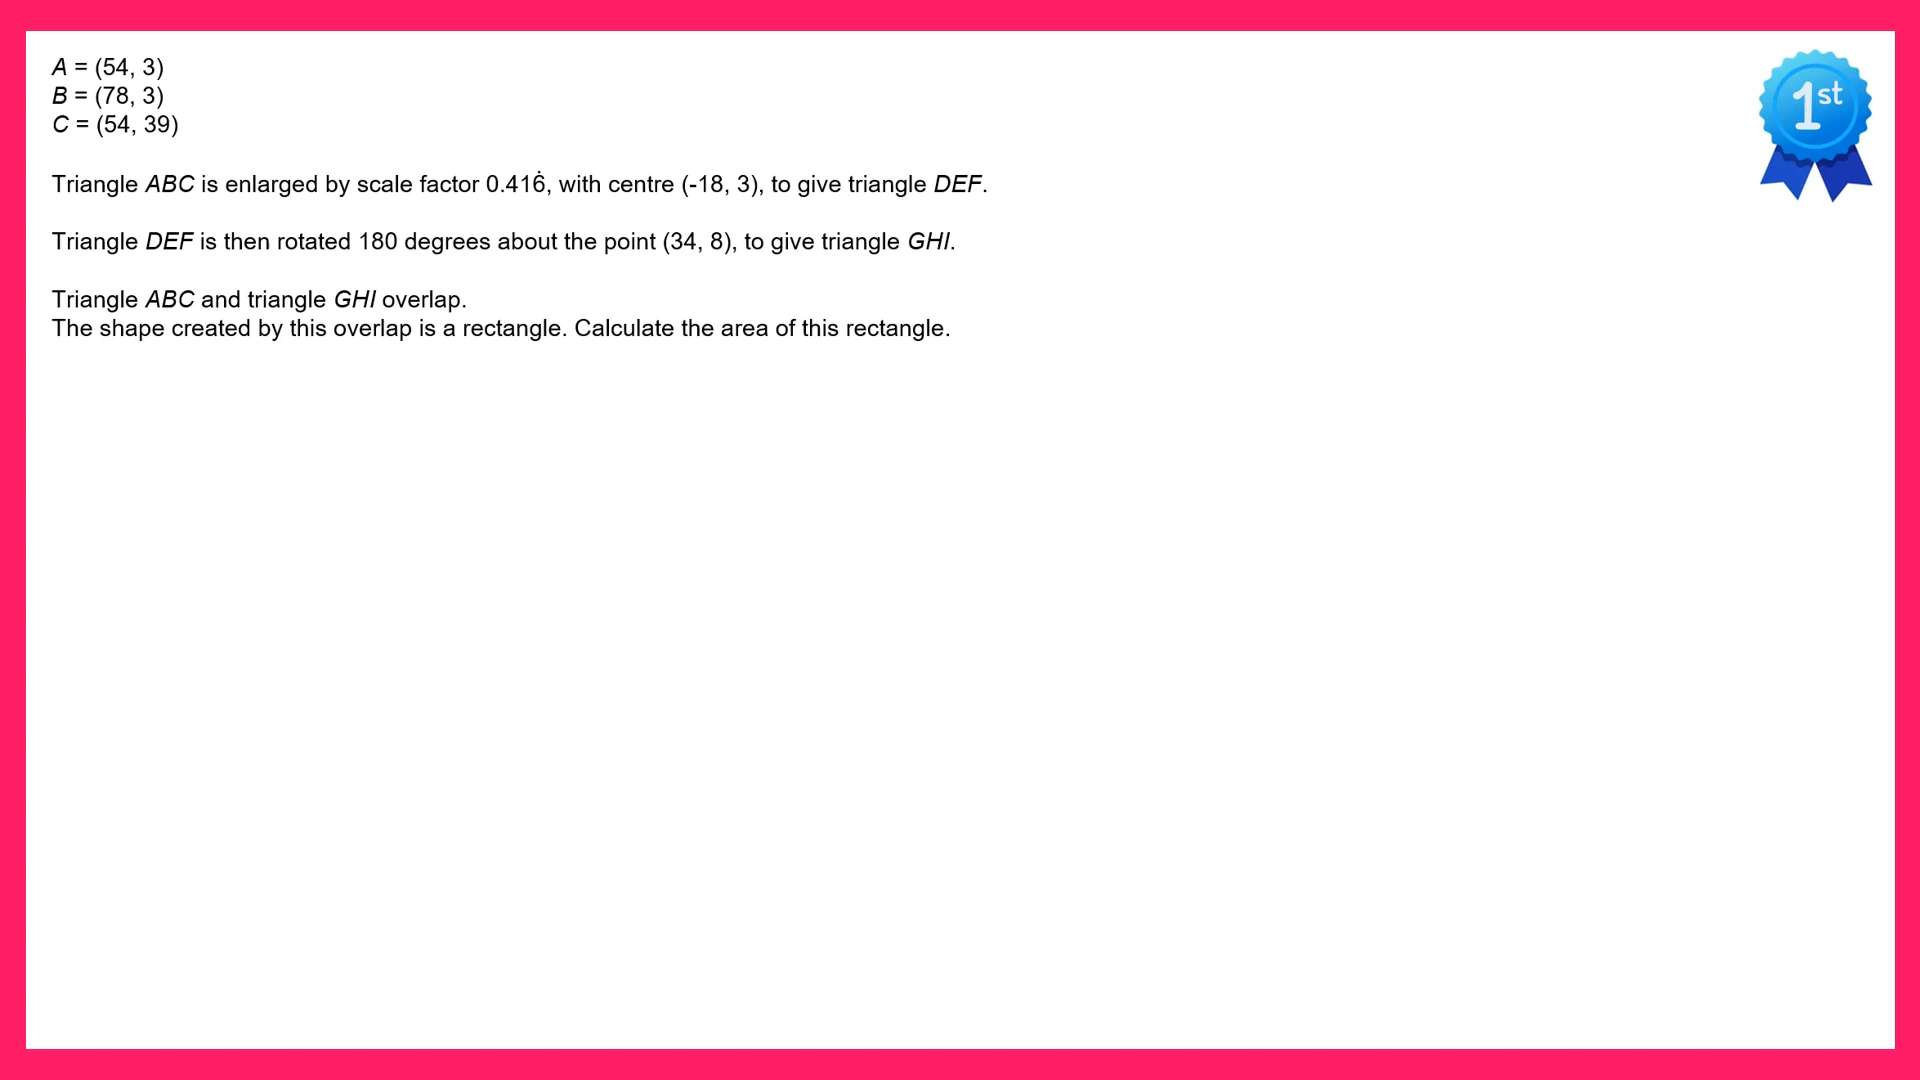 A = (54, 3)
B = (78, 3)
C = (54, 39)
Triangle ABC is enlarged by scale factor 0.416̇, with centre (-18, 3), to give triangle DEF.
Triangle DEF is then rotated 180 degrees about the point (34, 8), to give triangle GHI.
Triangle ABC and triangle GHI overlap.
The shape created by this overlap is a rectangle. Calculate the area of this rectangle.
1st